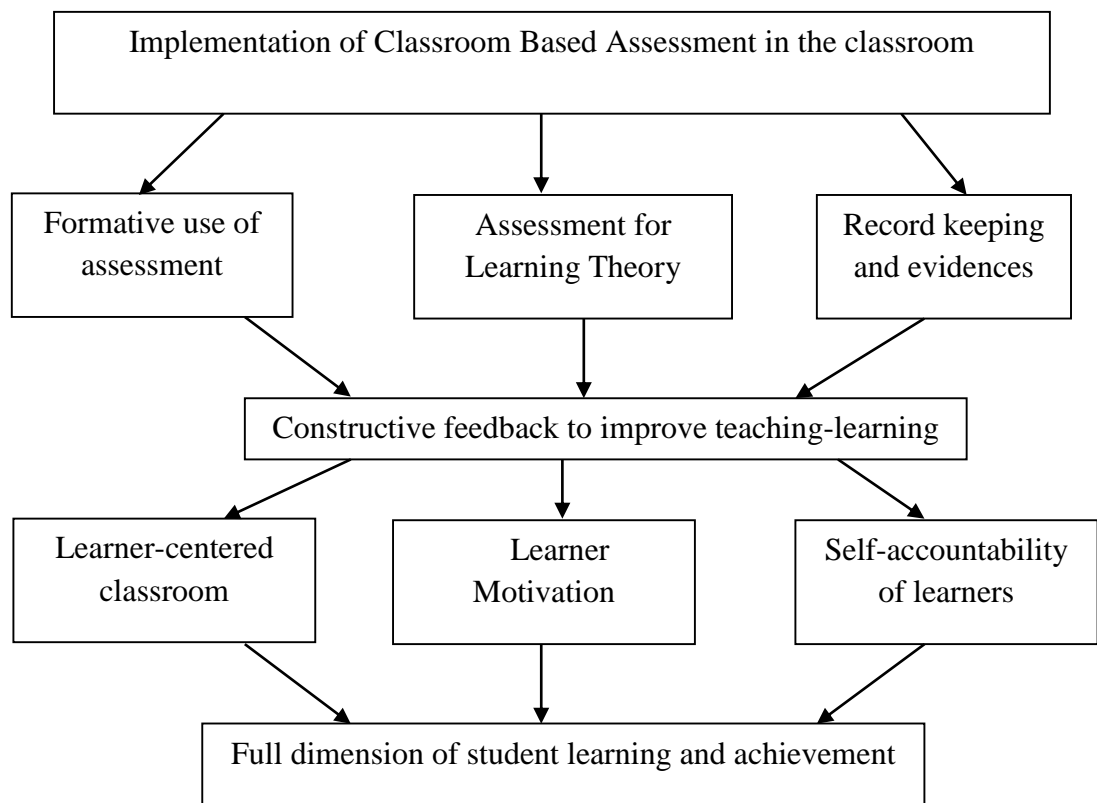 Implementation of Classroom Based Assessment in the classroom
Formative use of
assessment
Assessment for
Learning Theory
Record keeping
and evidences
Constructive feedback to improve teaching-learning
Learner-centered
classroom
Learner
Motivation
Self-accountability
of learners
Full dimension of student learning and achievement